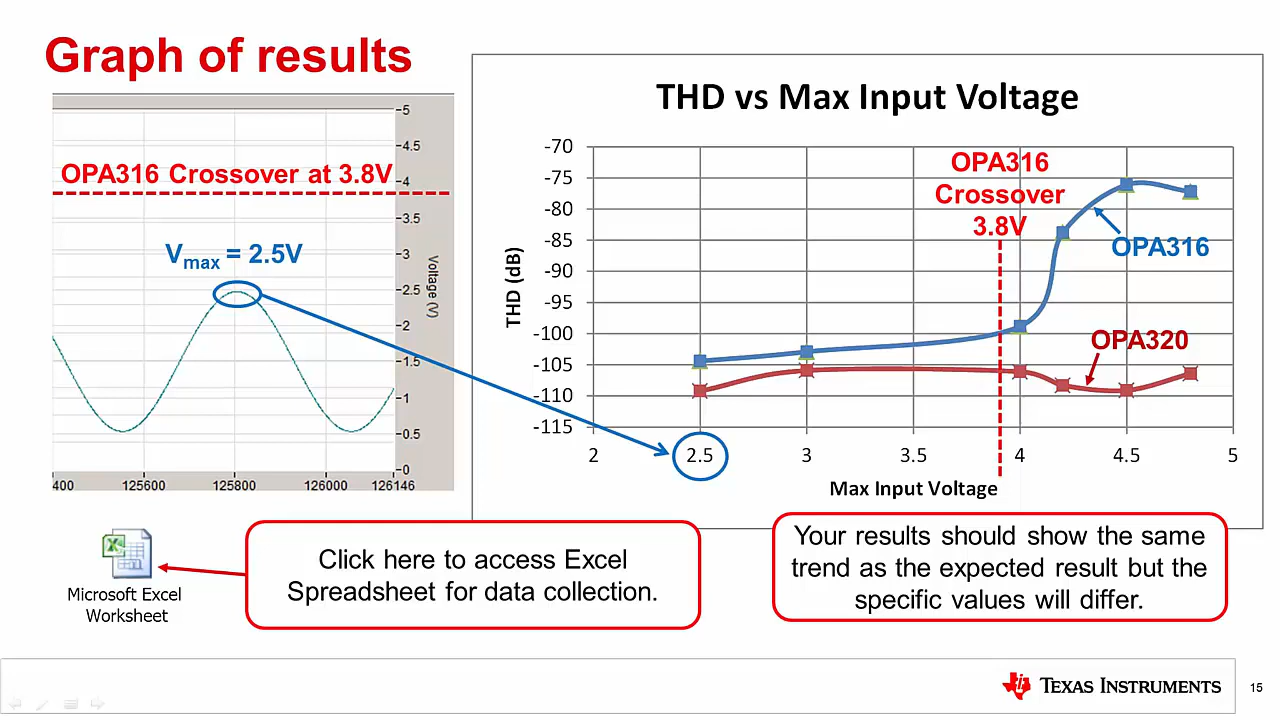 Graph of results
-5
-4.5
-4
-3.5
-3
-2.5
-2
-1.5
-1
-0.5
-0
Voltage (V)
OPA316 Crossover at 3.8V
Vmax = 2.5V
400 125600 125800 126000 126146
THD vs Max Input Voltage
-70
-75
-80
-85
-90
-95
-100
-105
-110
-115
THD (dB)
OPA316
Crossover
3.8V
OPA316
OPA320
2 2.5 3 3.5 4 4.5 5
Max Input Voltage
Microsoft Excel
Worksheet
Click here to access Excel
Spreadsheet for data collection.
Your results should show the same
trend as the expected result but the
specific values will differ.
TEXAS INSTRUMENTS
15